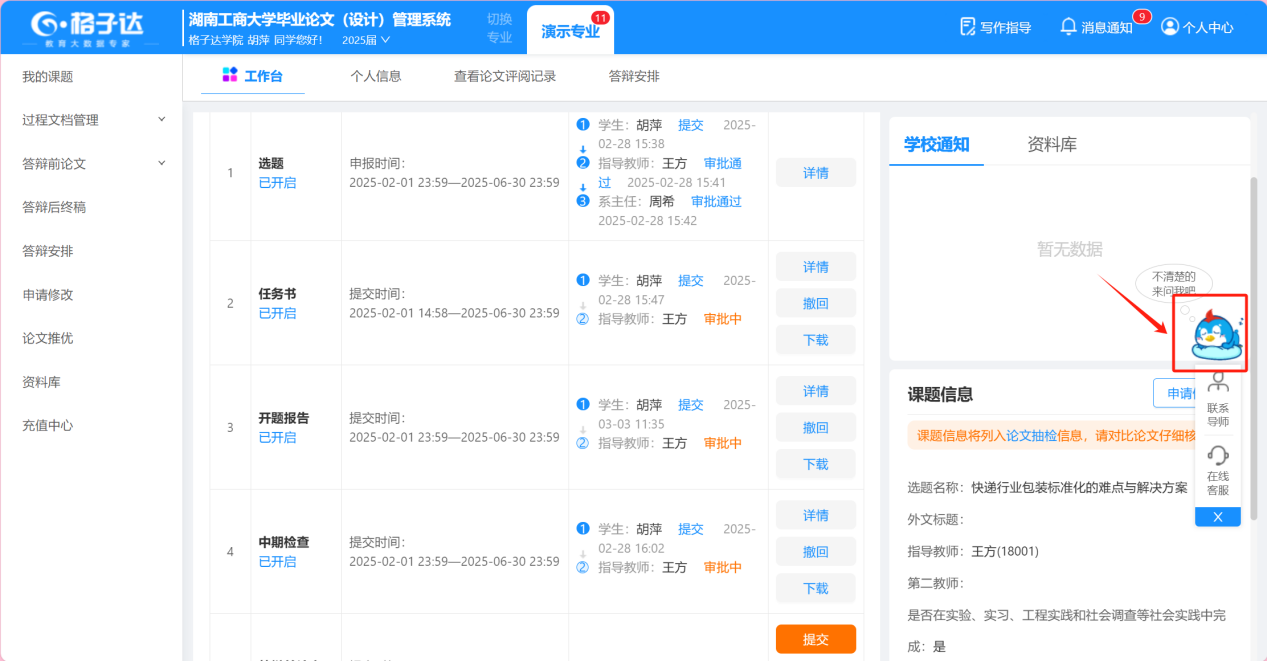 格子达
教育大数据专家
湖南工商大学毕业论文（设计）管理系统
格子达学院 胡萍 同学您好！ 2025届
切换
专业
演示专业
11
写作指导
消息通知
9
个人中心
我的课题
过程文档管理
答辩前论文
答辩后终稿
答辩安排
申请修改
论文推优
资料库
充值中心
工作台 个人信息 查看论文评阅记录 答辩安排
1
选题
已开启
申报时间：
2025-02-01 23:59—2025-06-30 23:59
1 学生：胡萍 提交 2025-
02-28 15:38
2 指导教师：王方 审批通
过 2025-02-28 15:41
3 系主任：周希 审批通过
2025-02-28 15:42
详情
2
任务书
已开启
提交时间：
2025-02-01 14:58—2025-06-30 23:59
1 学生：胡萍 提交 2025-
02-28 15:47
2 指导教师：王方 审批中
详情
撤回
下载
3
开题报告
已开启
提交时间：
2025-02-01 23:59—2025-06-30 23:59
1 学生：胡萍 提交 2025-
03-03 11:35
2 指导教师：王方 审批中
详情
撤回
下载
4
中期检查
已开启
提交时间：
2025-02-01 23:59—2025-06-30 23:59
1 学生：胡萍 提交 2025-
02-28 16:02
2 指导教师：王方 审批中
详情
撤回
下载
提交
学校通知 资料库
暂无数据
不清楚的
来问我吧
课题信息
申请
课题信息将列入论文抽检信息，请对比论文仔细核
选题名称：快递行业包装标准化的难点与解决方案
外文标题：
指导教师：王方(18001)
第二教师：
是否在实验、实习、工程实践和社会调查等社会实践中完
成：是
联系
导师
在线
客服
X